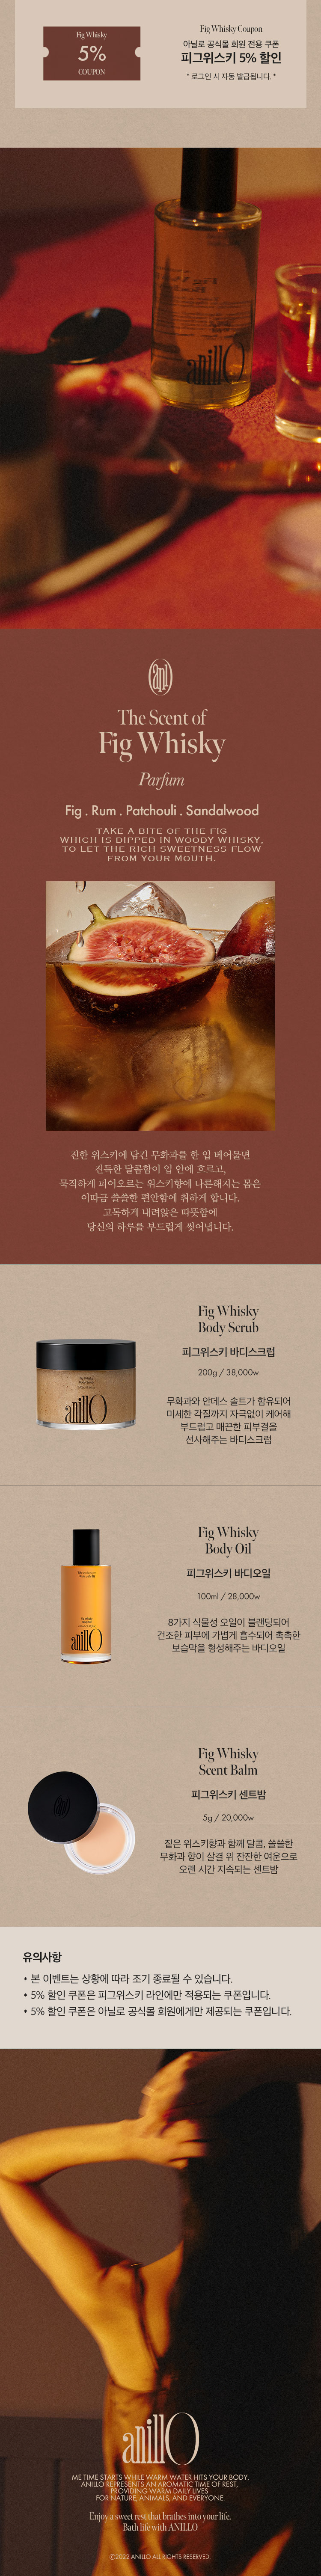 Fig Whisky
5%
COUPON
Fig Whisky Coupon
아닐로 공식몰 회원 전용 쿠폰
피그위스키 5% 할인
* 로그인 시 자동 발급됩니다. *
anillO
anl
The Scent of
Fig Whisky
Parfum
Fig . Rum . Patchouli . Sandalwood
TAKE A BITE OF THE FIG
WHICH IS DIPPED IN WOODY WHISKY,
TO LET THE RICH SWEETNESS FLOW
FROM YOUR MOUTH.
진한 위스키에 담긴 무화과를 한 입 베어물면
진득한 달콤함이 입 안에 흐르고,
묵직하게 피어오르는 위스키향에 나른해지는 몸은
이따금 쓸쓸한 편안함에 취하게 합니다.
고독하게 내려앉은 따뜻함에
당신의 하루를 부드럽게 씻어냅니다.
Fig Whisky
Body Scrub
피그위스키 바디스크럽
200g / 38,000w
무화과와 안데스 솔트가 함유되어
미세한 각질까지 자극없이 케어해
부드럽고 매끈한 피부결을
선사해주는 바디스크럽
Fig Whisky
Body Scrub
anillO
Fig Whisky
Body Oil
피그위스키 바디오일
100ml / 28,000w
8가지 식물성 오일이 블렌딩되어
건조한 피부에 가볍게 흡수되어 촉촉한
보습막을 형성해주는 바디오일
Fig Whisky
Body Oil
anillO
Fig Whisky
Scent Balm
피그위스키 센트밤
5g / 20,000w
짙은 위스키향과 함께 달콤, 쓸쓸한
무화과 향이 살결 위 잔잔한 여운으로
오랜 시간 지속되는 센트밤
유의사항
• 본 이벤트는 상황에 따라 조기 종료될 수 있습니다.
• 5% 할인 쿠폰은 피그위스키 라인에만 적용되는 쿠폰입니다.
• 5% 할인 쿠폰은 아닐로 공식몰 회원에게만 제공되는 쿠폰입니다.
anillO
ME TIME STARTS WHILE WARM WATER HITS YOUR BODY.
ANILLO REPRESENTS AN AROMATIC TIME OF REST,
PROVIDING WARM DAILY LIVES
FOR NATURE, ANIMALS, AND EVERYONE.
Enjoy a sweet rest that breathes into your life.
Bath life with ANILLO
ⓒ2022 ANILLO ALL RIGHTS RESERVED.